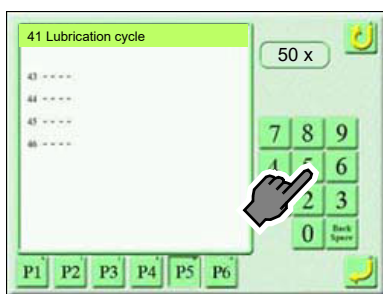 41 Lubrication cycle
50 x
43 ----
44 ----
45 ----
46 ----
7 8 9
4 5 6
2 3
0 Back Space
P1 P2 P3 P4 P5 P6